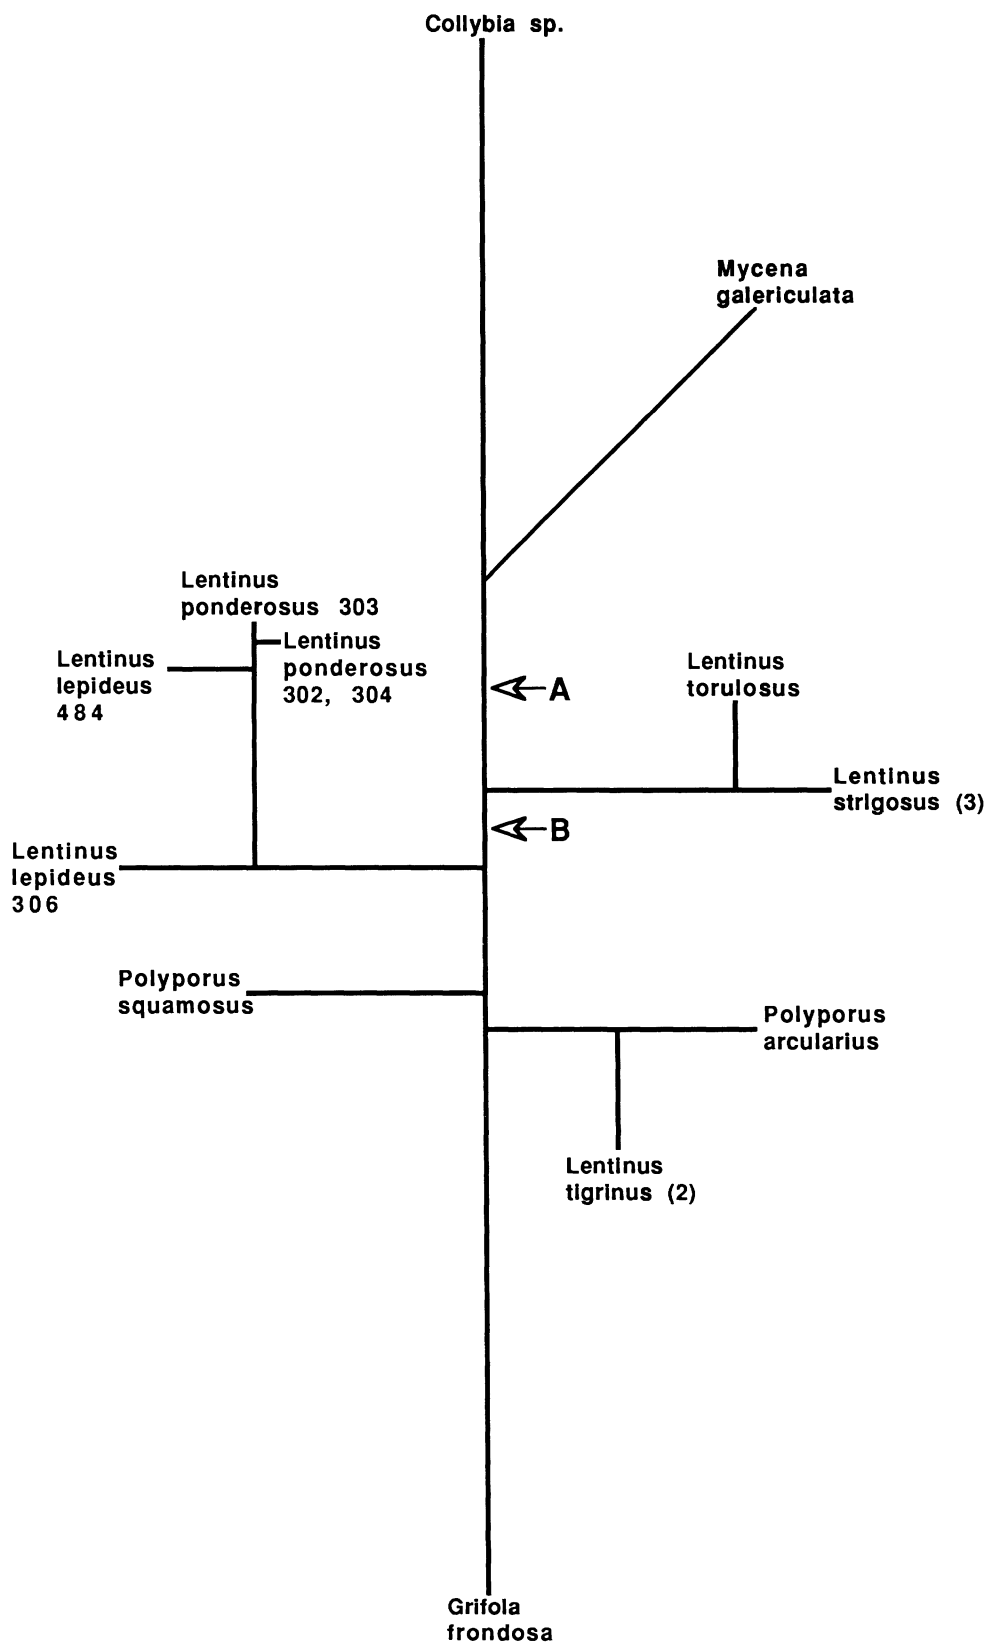 Collybia sp.
Mycena
galericulata
Lentinus
ponderosus 303
Lentinus
ponderosus
302, 304
Lentinus
lepideus
484
A
Lentinus
torulosus
Lentinus
strigosus (3)
B
Lentinus
lepideus
306
Polyporus
squamosus
Polyporus
arcularius
Lentinus
tigrinus (2)
Grifola
frondosa